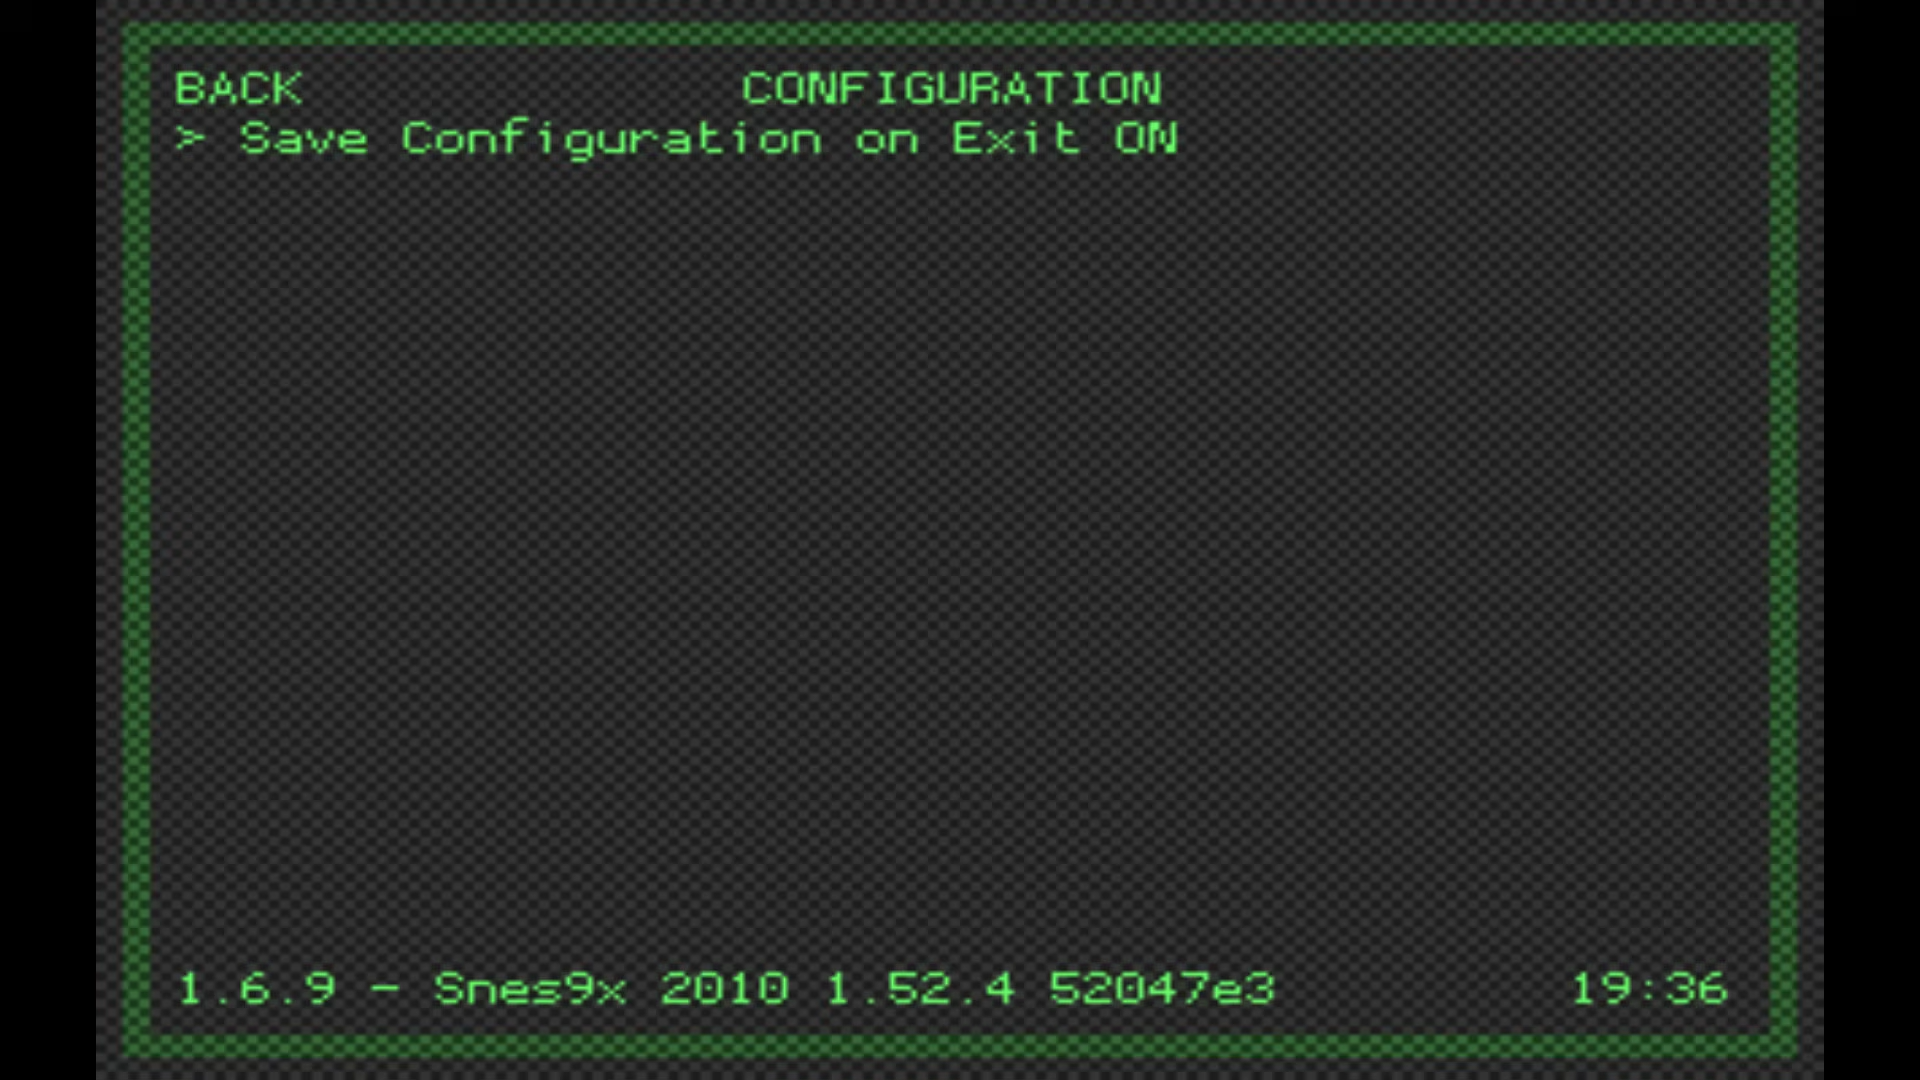 BACK CONFIGURATION
> Save Configuration on Exit ON
1.6.9 - Snes9x 2010 1.52.4 52047e3 19:36